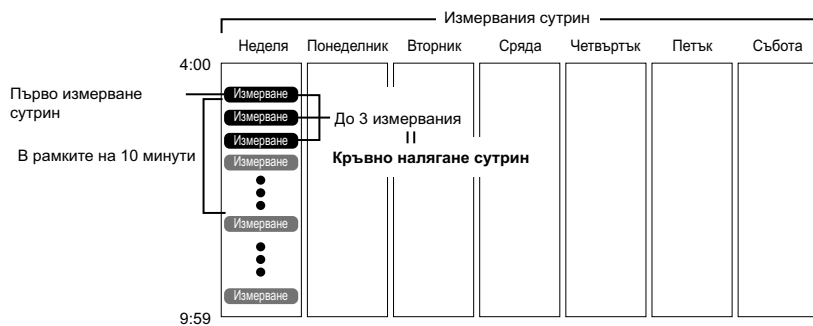 Измервания сутрин
Неделя Понеделник Вторник Сряда Четвъртък Петък Събота
4:00
Първо измерване
сутрин
Измерване
Измерване
До 3 измервания
Измерване
=
В рамките на 10 минути
Измерване
Кръвно налягане сутрин
Измерване
Измерване
9:59